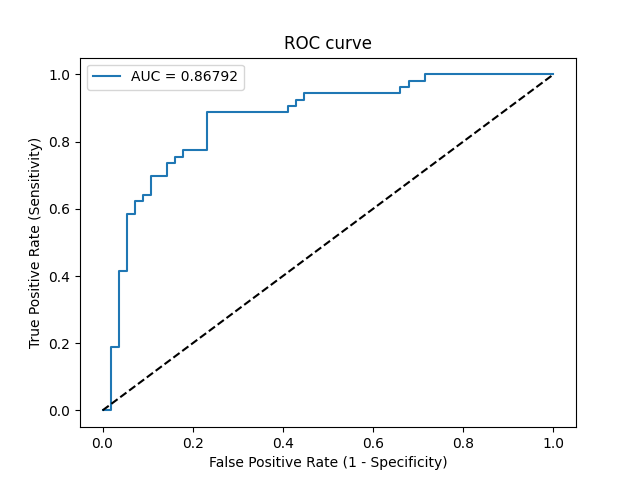 ROC curve
AUC = 0.86792
True Positive Rate (Sensitivity)
1.0
0.8
0.6
0.4
0.2
0.0
0.0 0.2 0.4 0.6 0.8 1.0
False Positive Rate (1 - Specificity)